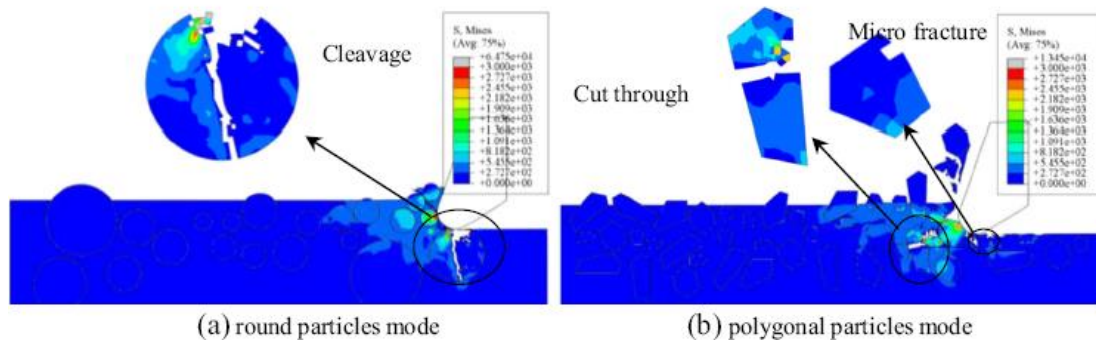 Cleavage
S, Mises
(Avg: 75%)
+6.475e+04
+3.000e+03
+2.727e+03
+2.455e+03
+2.182e+03
+1.909e+03
+1.636e+03
+1.364e+03
+1.091e+03
+8.182e+02
+5.455e+02
+2.727e+02
+0.000e+00
(a) round particles mode
Micro fracture
Cut through
S, Mises
(Avg: 75%)
+1.345e+04
+3.000e+03
+2.727e+03
+2.455e+03
+2.182e+03
+1.909e+03
+1.636e+03
+1.364e+03
+1.091e+03
+8.182e+02
+5.455e+02
+2.727e+02
+0.000e+00
(b) polygonal particles mode